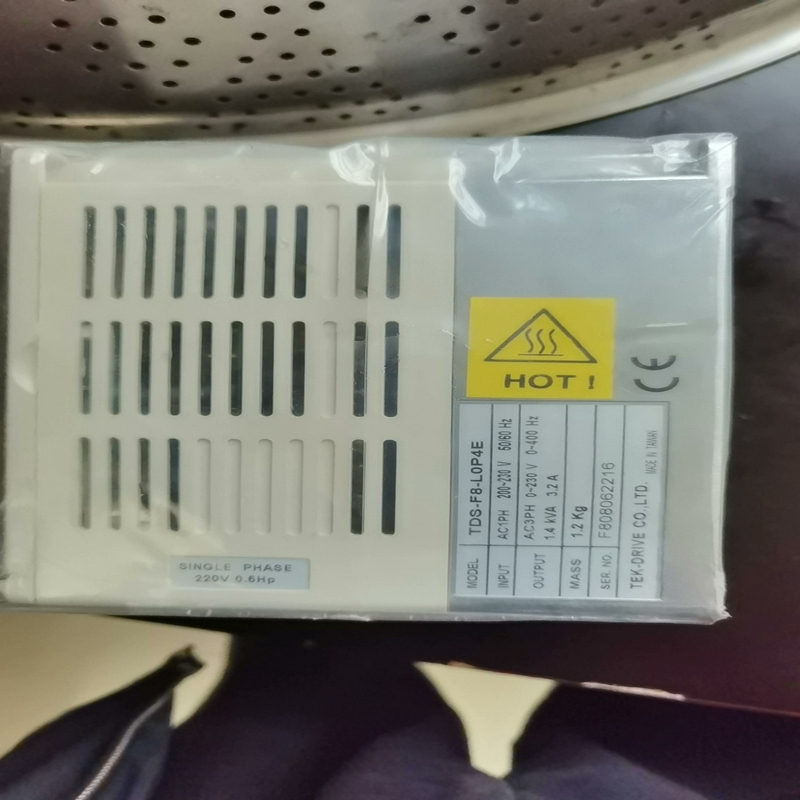 SINGLE PHASE
220V 0.6Hp
HOT !
CE
MODEL TDS-F8-L0P4E
INPUT AC1PH 200~230 V 50/60 Hz
OUTPUT AC3PH 0~230 V 0~400 Hz
1.4 kVA 3.2 A
MASS 1.2 Kg
SER. NO. F808062216
TEK-DRIVE CO.,LTD. MADE IN TAIWAN